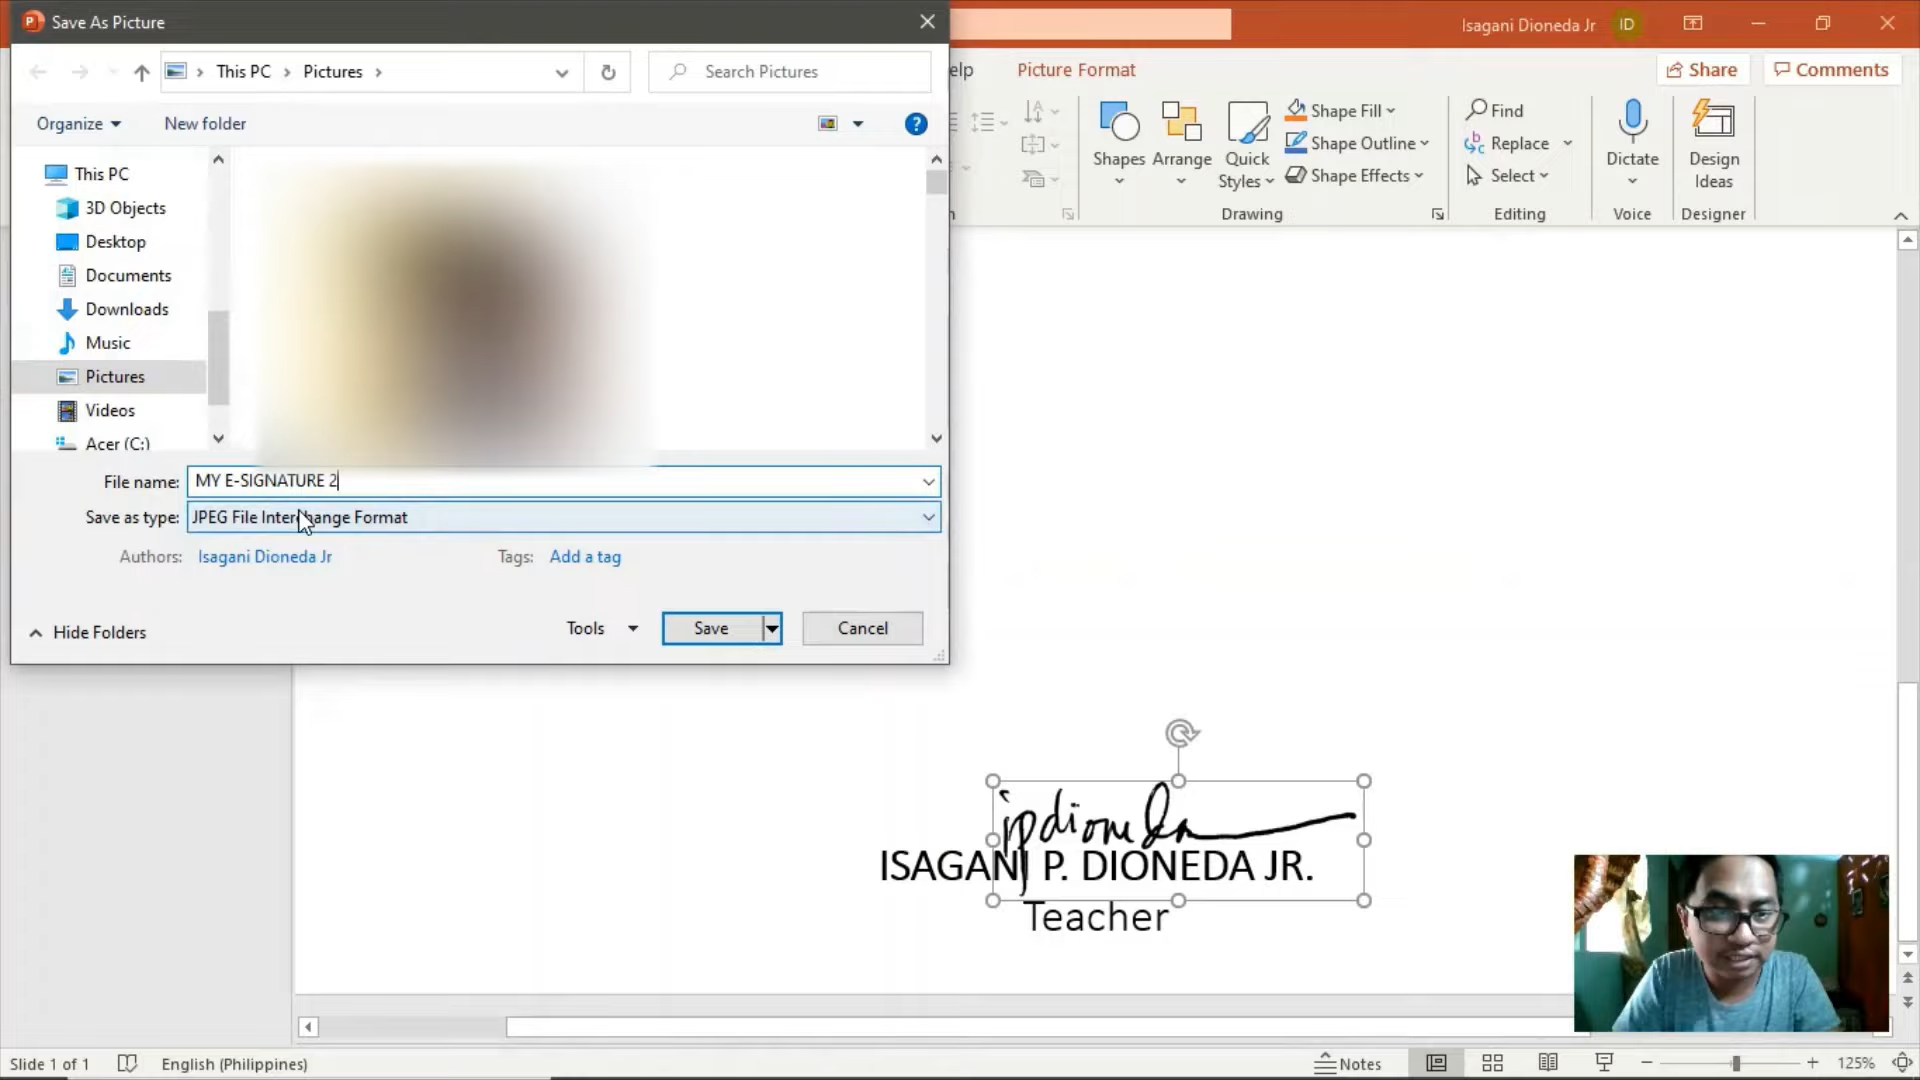 Save As Picture
Isagani Dioneda Jr
ID
This PC
Pictures
Search Pictures
elp
Picture Format
Share
Comments
Organize
New folder
Shapes
Arrange
Quick
Styles
Shape Fill
Shape Outline
Shape Effects
Drawing
Find
Replace
Select
Editing
Dictate
Voice
Design
Ideas
Designer
This PC
3D Objects
Desktop
Documents
Downloads
Music
Pictures
Videos
Acer (C:)
File name: MY E-SIGNATURE 2
Save as type: JPEG File Interchange Format
Authors: Isagani Dioneda Jr
Tags: Add a tag
Hide Folders
Tools
Save
Cancel
jpdioneda
ISAGANI P. DIONEDA JR.
Teacher
Slide 1 of 1
English (Philippines)
Notes
125%